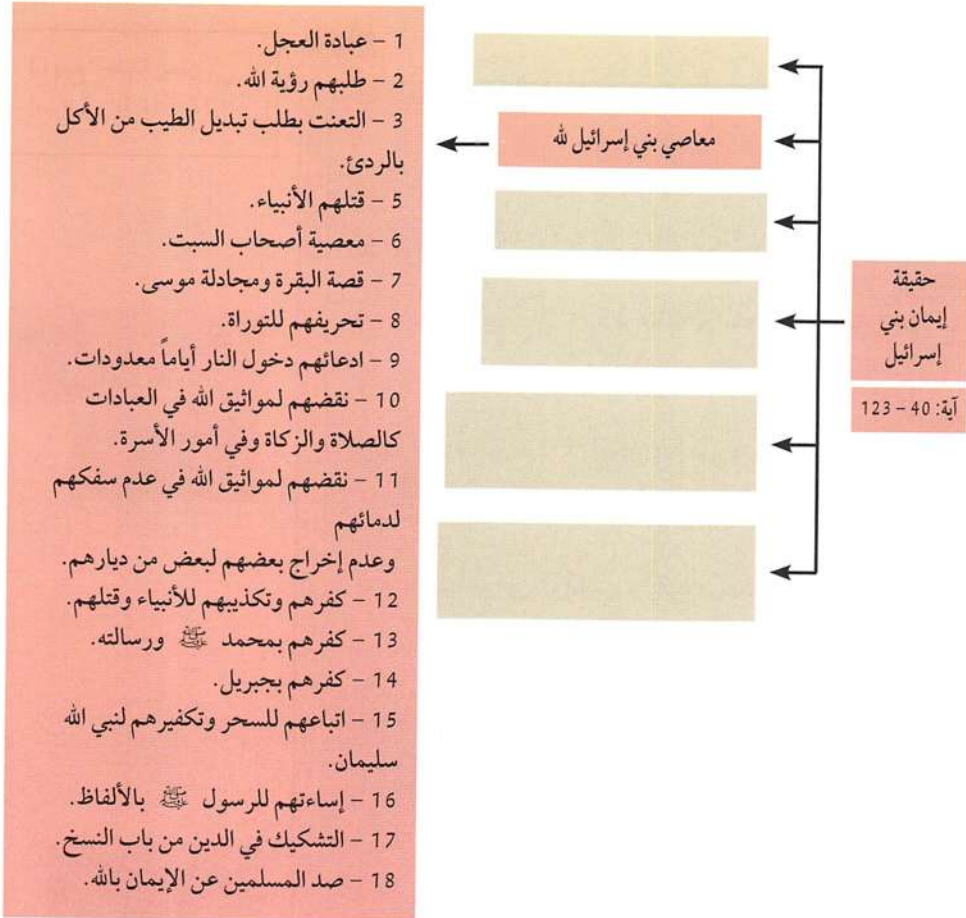 حقيقة
إيمان بني
إسرائيل
آية: 40 – 123
معاصي بني إسرائيل لله
1 – عبادة العجل.
2 – طلبهم رؤية الله.
3 – التعنت بطلب تبديل الطيب من الأكل
بالردئ.
5 – قتلهم الأنبياء.
6 – معصية أصحاب السبت.
7 – قصة البقرة ومجادلة موسى.
8 – تحريفهم للتوراة.
9 – ادعائهم دخول النار أياماً معدودات.
10 – نقضهم لمواثيق الله في العبادات
كالصلاة والزكاة وفي أمور الأسرة.
11 – نقضهم لمواثيق الله في عدم سفكهم
لدمائهم
وعدم إخراج بعضهم لبعض من ديارهم.
12 – كفرهم وتكذيبهم للأنبياء وقتلهم.
13 – كفرهم بمحمد ﷺ ورسالته.
14 – كفرهم بجبريل.
15 – اتباعهم للسحر وتكفيرهم لنبي الله
سليمان.
16 – إساءتهم للرسول ﷺ بالألفاظ.
17 – التشكيك في الدين من باب النسخ.
18 – صد المسلمين عن الإيمان بالله.